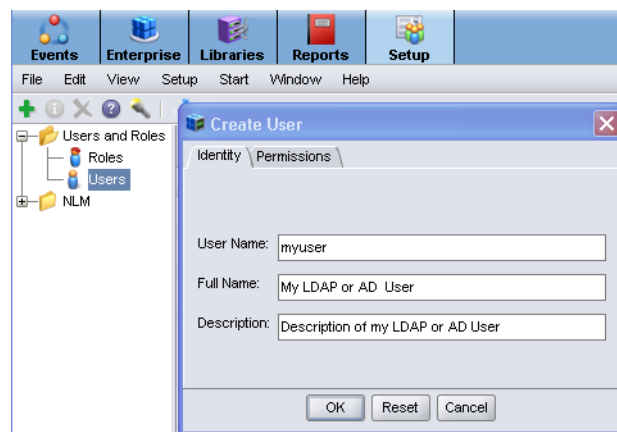 Events Enterprise Libraries Reports Setup
File Edit View Setup Start Window Help
Create User
Users and Roles
Identity Permissions
Roles
Users
NLM
User Name: myuser
Full Name: My LDAP or AD  User
Description: Description of my LDAP or AD User
OK Reset Cancel